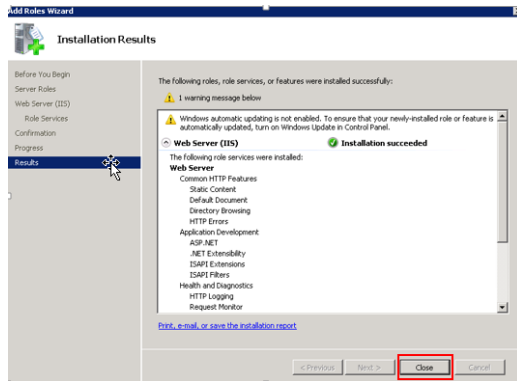 Add Roles Wizard
Installation Results
Before You Begin
Server Roles
Web Server (IIS)
Role Services
Confirmation
Progress
Results
The following roles, role services, or features were installed successfully:
1 warning message below
Windows automatic updating is not enabled. To ensure that your newly-installed role or feature is
automatically updated, turn on Windows Update in Control Panel.
Web Server (IIS) Installation succeeded
The following role services were installed:
Web Server
Common HTTP Features
Static Content
Default Document
Directory Browsing
HTTP Errors
Application Development
ASP.NET
.NET Extensibility
ISAPI Extensions
ISAPI Filters
Health and Diagnostics
HTTP Logging
Request Monitor
Print, e-mail, or save the installation report
< Previous Next > Close Cancel